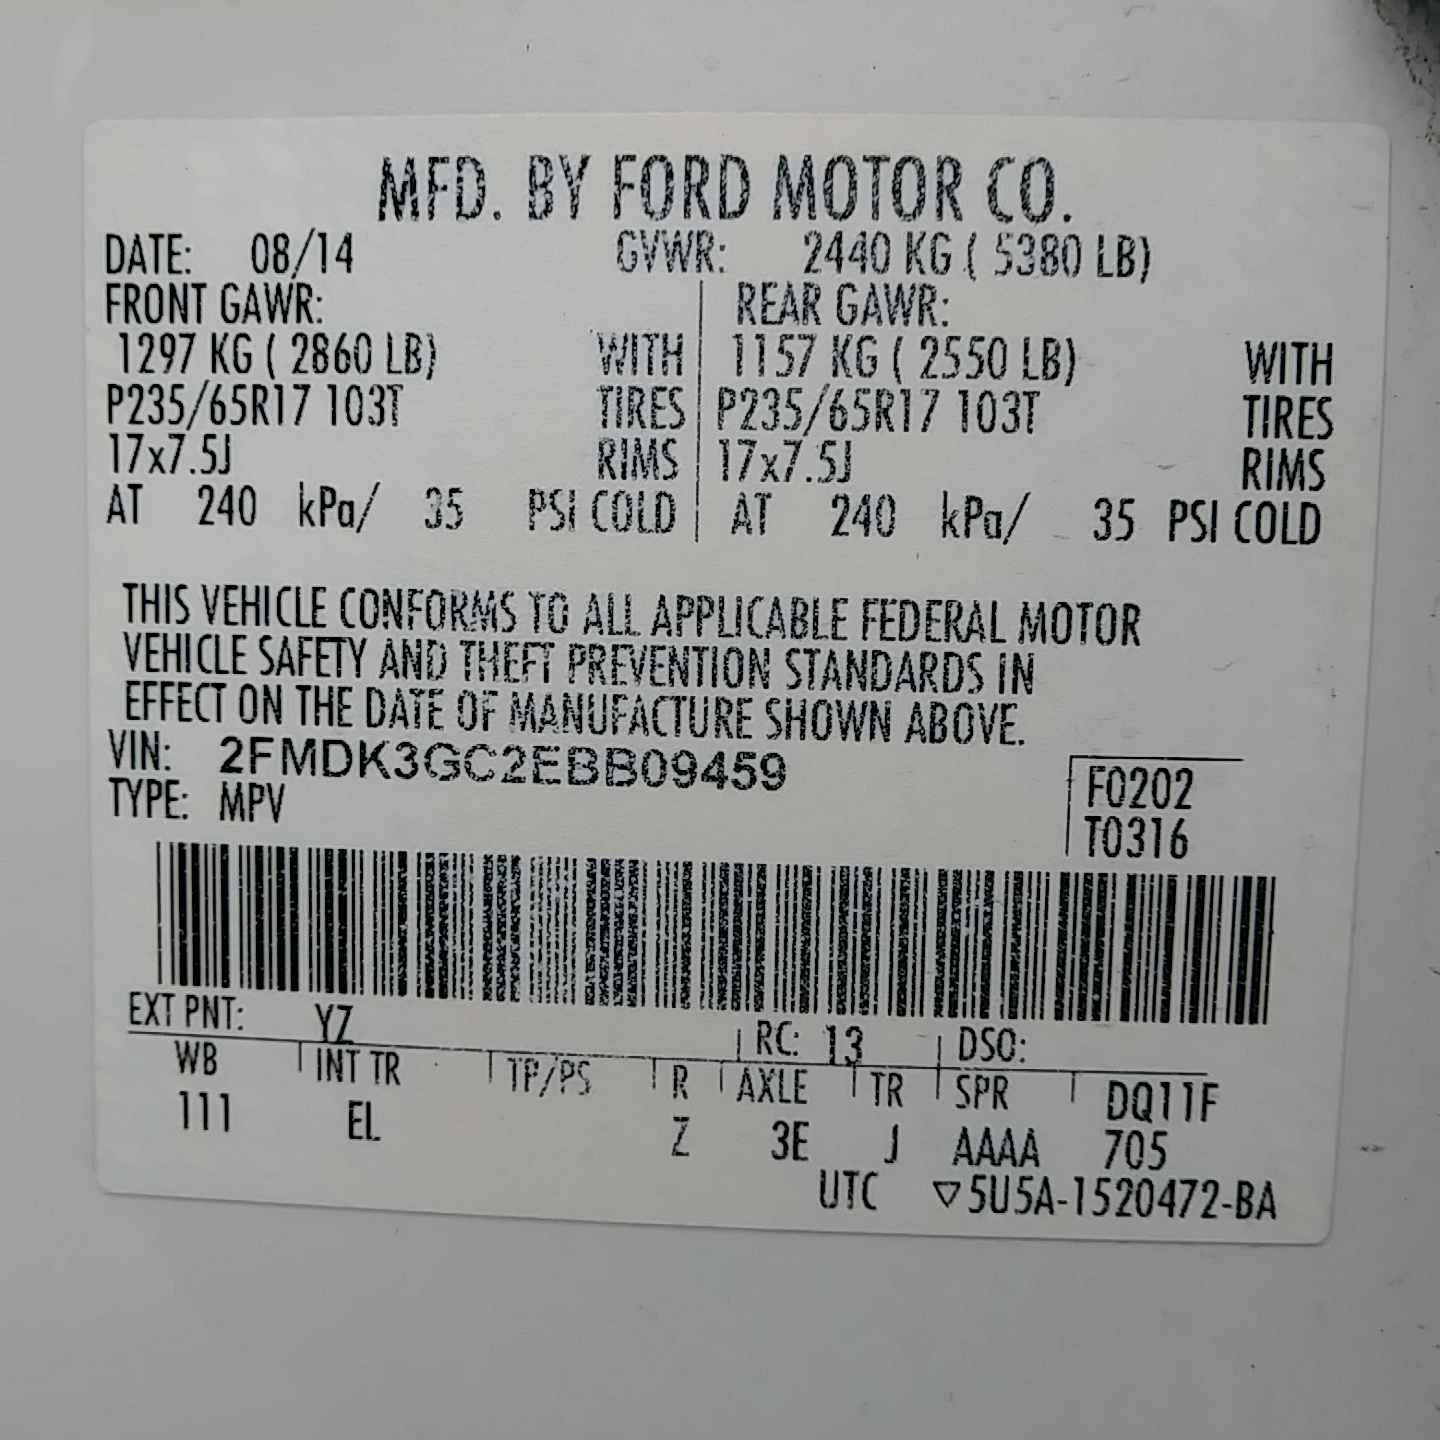 MFD. BY FORD MOTOR CO.
DATE: 08/14 GVWR: 2440 KG ( 5380 LB)
FRONT GAWR: REAR GAWR:
1297 KG ( 2860 LB) WITH 1157 KG ( 2550 LB) WITH
P235/65R17 103T TIRES P235/65R17 103T TIRES
17x7.5J RIMS 17x7.5J RIMS
AT 240 kPa/ 35 PSI COLD AT 240 kPa/ 35 PSI COLD
THIS VEHICLE CONFORMS TO ALL APPLICABLE FEDERAL MOTOR
VEHICLE SAFETY AND THEFT PREVENTION STANDARDS IN
EFFECT ON THE DATE OF MANUFACTURE SHOWN ABOVE.
VIN: 2FMDK3GC2EBB09459
TYPE: MPV
F0202
T0316
EXT PNT: YZ RC: 13 DSO:
WB INT TR TP/PS R AXLE TR SPR DQ11F
111 EL Z 3E J AAAA 705
UTC ▽5U5A-1520472-BA